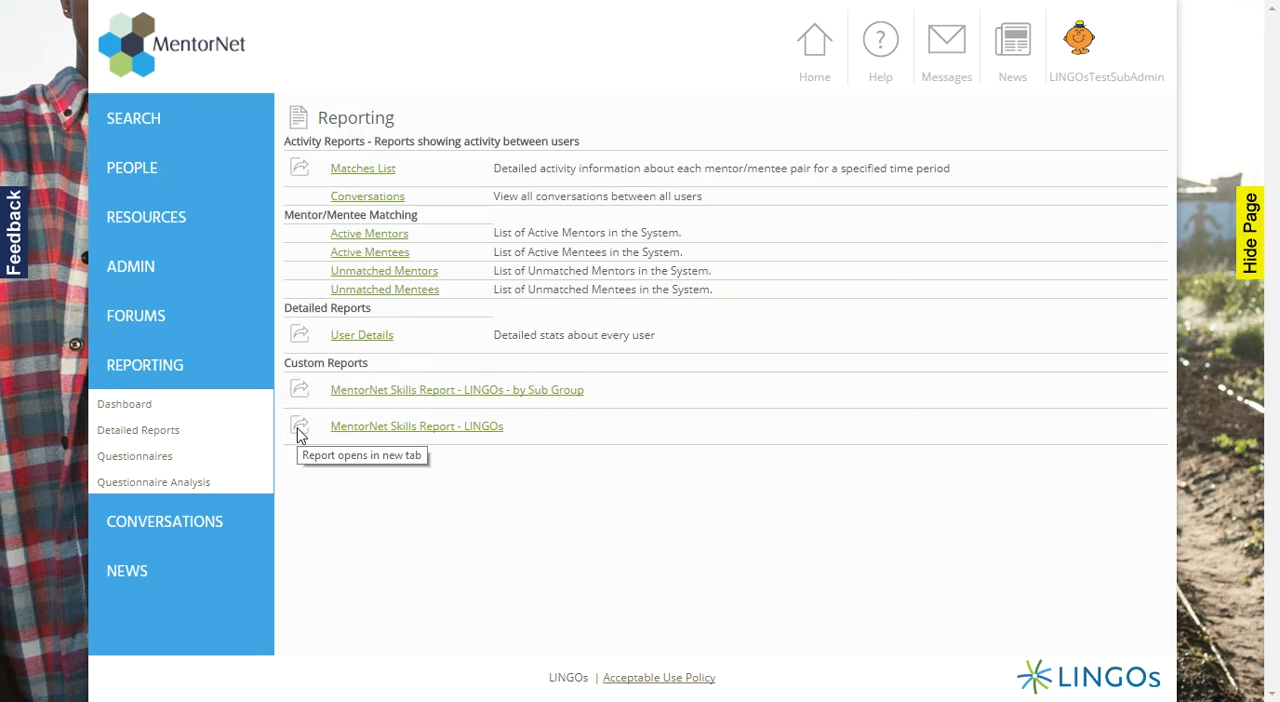 MentorNet
Home
Help
Messages
News
LINGOsTestSubAdmin
Feedback
Hide Page
SEARCH
PEOPLE
RESOURCES
ADMIN
FORUMS
REPORTING
Dashboard
Detailed Reports
Questionnaires
Questionnaire Analysis
CONVERSATIONS
NEWS
Reporting
Activity Reports - Reports showing activity between users
Matches List Detailed activity information about each mentor/mentee pair for a specified time period
Conversations View all conversations between all users
Mentor/Mentee Matching
Active Mentors List of Active Mentors in the System.
Active Mentees List of Active Mentees in the System.
Unmatched Mentors List of Unmatched Mentors in the System.
Unmatched Mentees List of Unmatched Mentees in the System.
Detailed Reports
User Details Detailed stats about every user
Custom Reports
MentorNet Skills Report - LINGOs - by Sub Group
MentorNet Skills Report - LINGOs
Report opens in new tab
LINGOs | Acceptable Use Policy
LINGOs